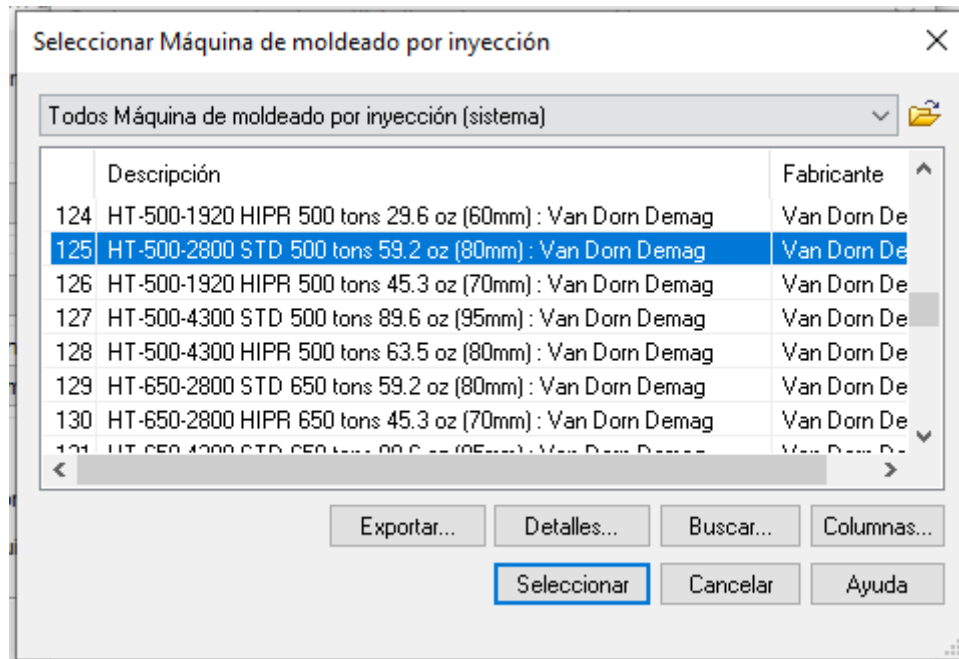 Seleccionar Máquina de moldeado por inyección
Todos Máquina de moldeado por inyección (sistema)
Descripción Fabricante
124 HT-500-1920 HIPR 500 tons 29.6 oz (60mm) : Van Dorn Demag Van Dorn De
125 HT-500-2800 STD 500 tons 59.2 oz (80mm) : Van Dorn Demag Van Dorn De
126 HT-500-1920 HIPR 500 tons 45.3 oz (70mm) : Van Dorn Demag Van Dorn De
127 HT-500-4300 STD 500 tons 89.6 oz (95mm) : Van Dorn Demag Van Dorn De
128 HT-500-4300 HIPR 500 tons 63.5 oz (80mm) : Van Dorn Demag Van Dorn De
129 HT-650-2800 STD 650 tons 59.2 oz (80mm) : Van Dorn Demag Van Dorn De
130 HT-650-2800 HIPR 650 tons 45.3 oz (70mm) : Van Dorn Demag Van Dorn De
Exportar... Detalles... Buscar... Columnas...
Seleccionar Cancelar Ayuda